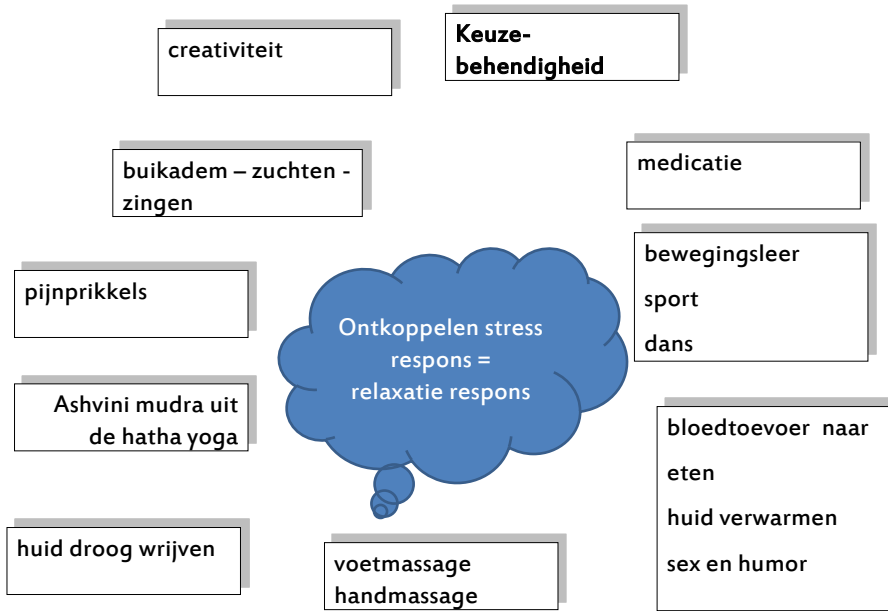 creativiteit
Keuze-
behendigheid
buikadem – zuchten -
zingen
medicatie
bewegingsleer
sport
dans
pijnprikkels
Ontkoppelen stress
respons =
relaxatie respons
Ashvini mudra uit
de hatha yoga
bloedtoevoer naar
eten
huid verwarmen
sex en humor
huid droog wrijven
voetmassage
handmassage